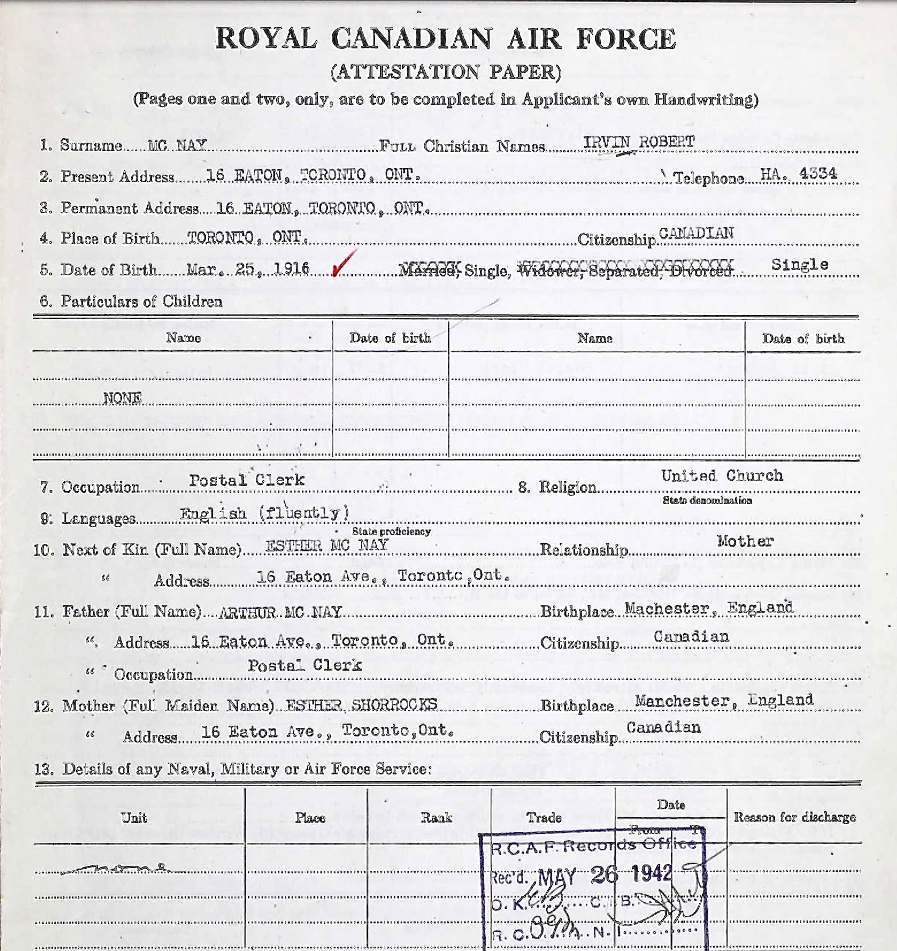 ROYAL CANADIAN AIR FORCE
(ATTESTATION PAPER)
(Pages one and two, only, are to be completed in Applicant's own Handwriting)
1. Surname MC NAY FULL Christian Names IRVIN ROBERT
2. Present Address 16 EATON, TORONTO, ONT. Telephone HA. 4334
3. Permanent Address 16 EATON, TORONTO, ONT.
4. Place of Birth TORONTO, ONT. Citizenship CANADIAN
5. Date of Birth Mar. 25, 1916 Married, Single, Widower, Separated, Divorced Single
6. Particulars of Children
Name Date of birth Name Date of birth
NONE
7. Occupation Postal Clerk 8. Religion United Church
State denomination
9. Languages English (fluently)
State proficiency
10. Next of Kin (Full Name) ESTHER MC NAY Relationship Mother
" Address 16 Eaton Ave., Toronto, Ont.
11. Father (Full Name) ARTHUR MC NAY Birthplace Machester, England
" Address 16 Eaton Ave., Toronto, Ont. Citizenship Canadian
" Occupation Postal Clerk
12. Mother (Full Maiden Name) ESTHER SHORROCKS Birthplace Manchester, England
" Address 16 Eaton Ave., Toronto, Ont. Citizenship Canadian
13. Details of any Naval, Military or Air Force Service:
Unit Place Rank Trade Date Reason for discharge
From T
none
R.C.A.F. Records Office
Rec'd. MAY 26 1942
O.K. C.B.
R.C. N.I.